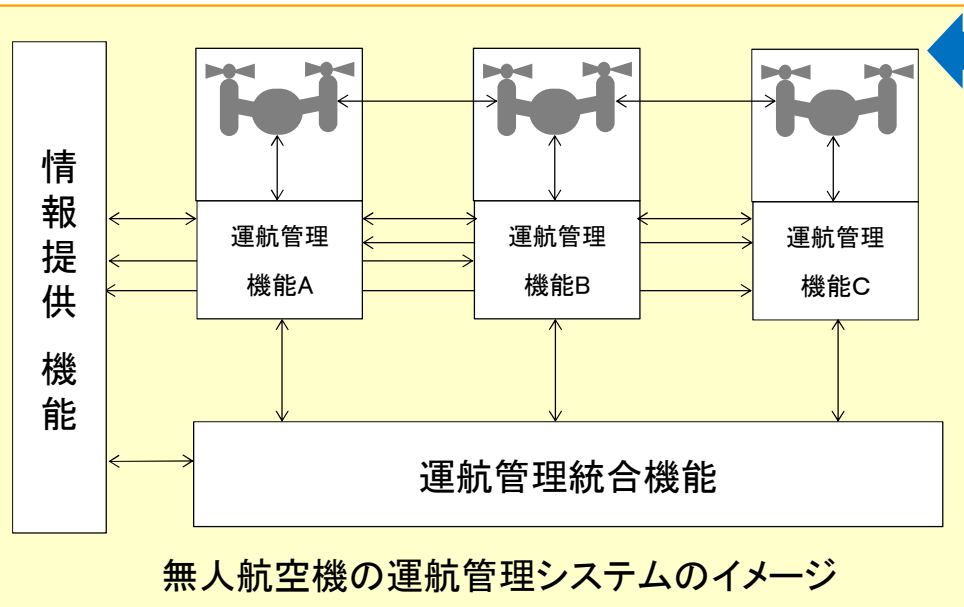 情報提供 機能
運航管理
機能A
運航管理
機能B
運航管理
機能C
運航管理統合機能
無人航空機の運航管理システムのイメージ